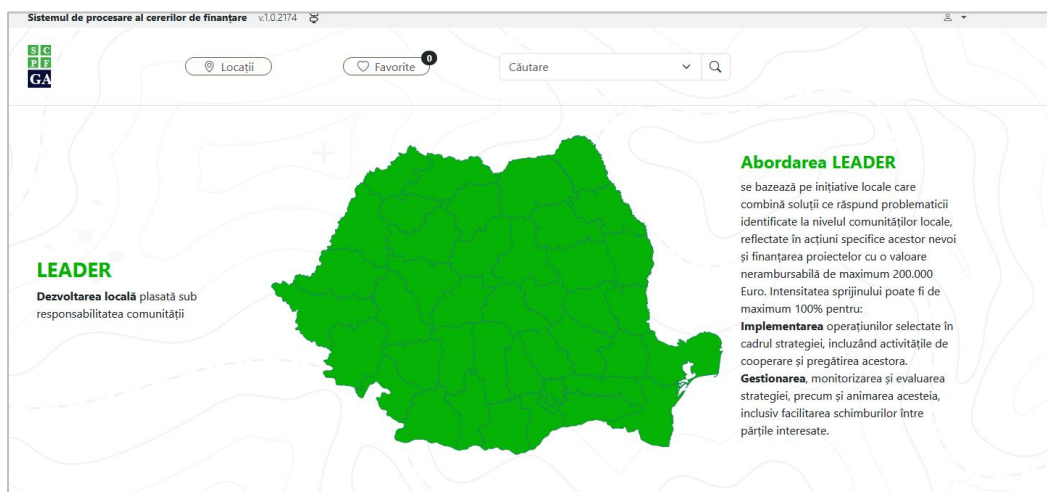 Sistemul de procesare al cererilor de finanțare v.1.0.2174
S C
P F
GA
Locații
Favorite 0
Căutare
LEADER
Dezvoltarea locală plasată sub
responsabilitatea comunității
Abordarea LEADER
se bazează pe inițiative locale care
combină soluții ce răspund problematicii
identificate la nivelul comunităților locale,
reflectate în acțiuni specifice acestor nevoi
și finanțarea proiectelor cu o valoare
nerambursabilă de maximum 200.000
Euro. Intensitatea sprijinului poate fi de
maximum 100% pentru:
Implementarea operațiunilor selectate în
cadrul strategiei, incluzând activitățile de
cooperare și pregătirea acestora.
Gestionarea, monitorizarea și evaluarea
strategiei, precum și animarea acesteia,
inclusiv facilitarea schimburilor între
părțile interesate.